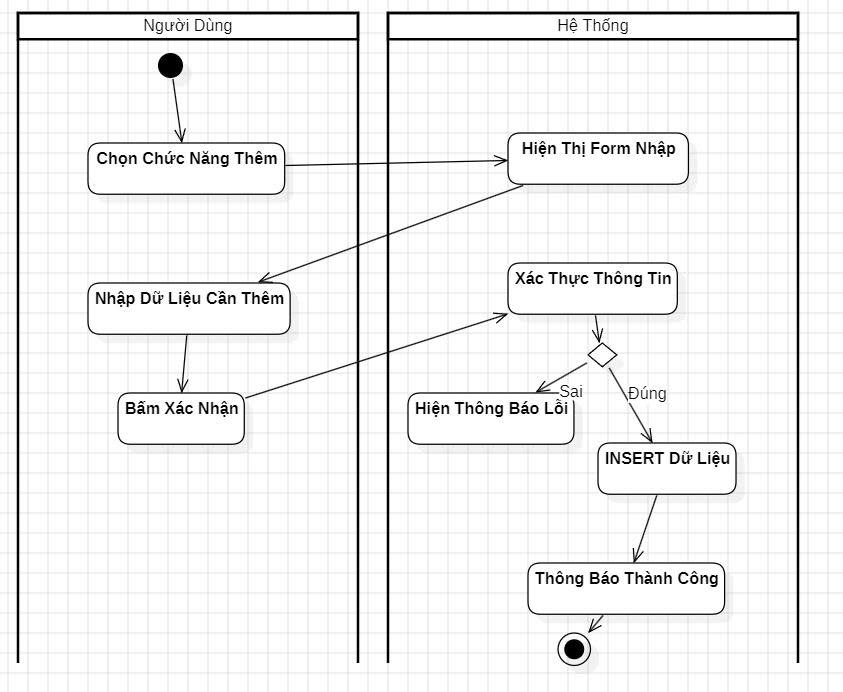 Người Dùng
Hệ Thống
Chọn Chức Năng Thêm
Hiện Thị Form Nhập
Nhập Dữ Liệu Cần Thêm
Xác Thực Thông Tin
Bấm Xác Nhận
Sai
Đúng
Hiện Thông Báo Lỗi
INSERT Dữ Liệu
Thông Báo Thành Công